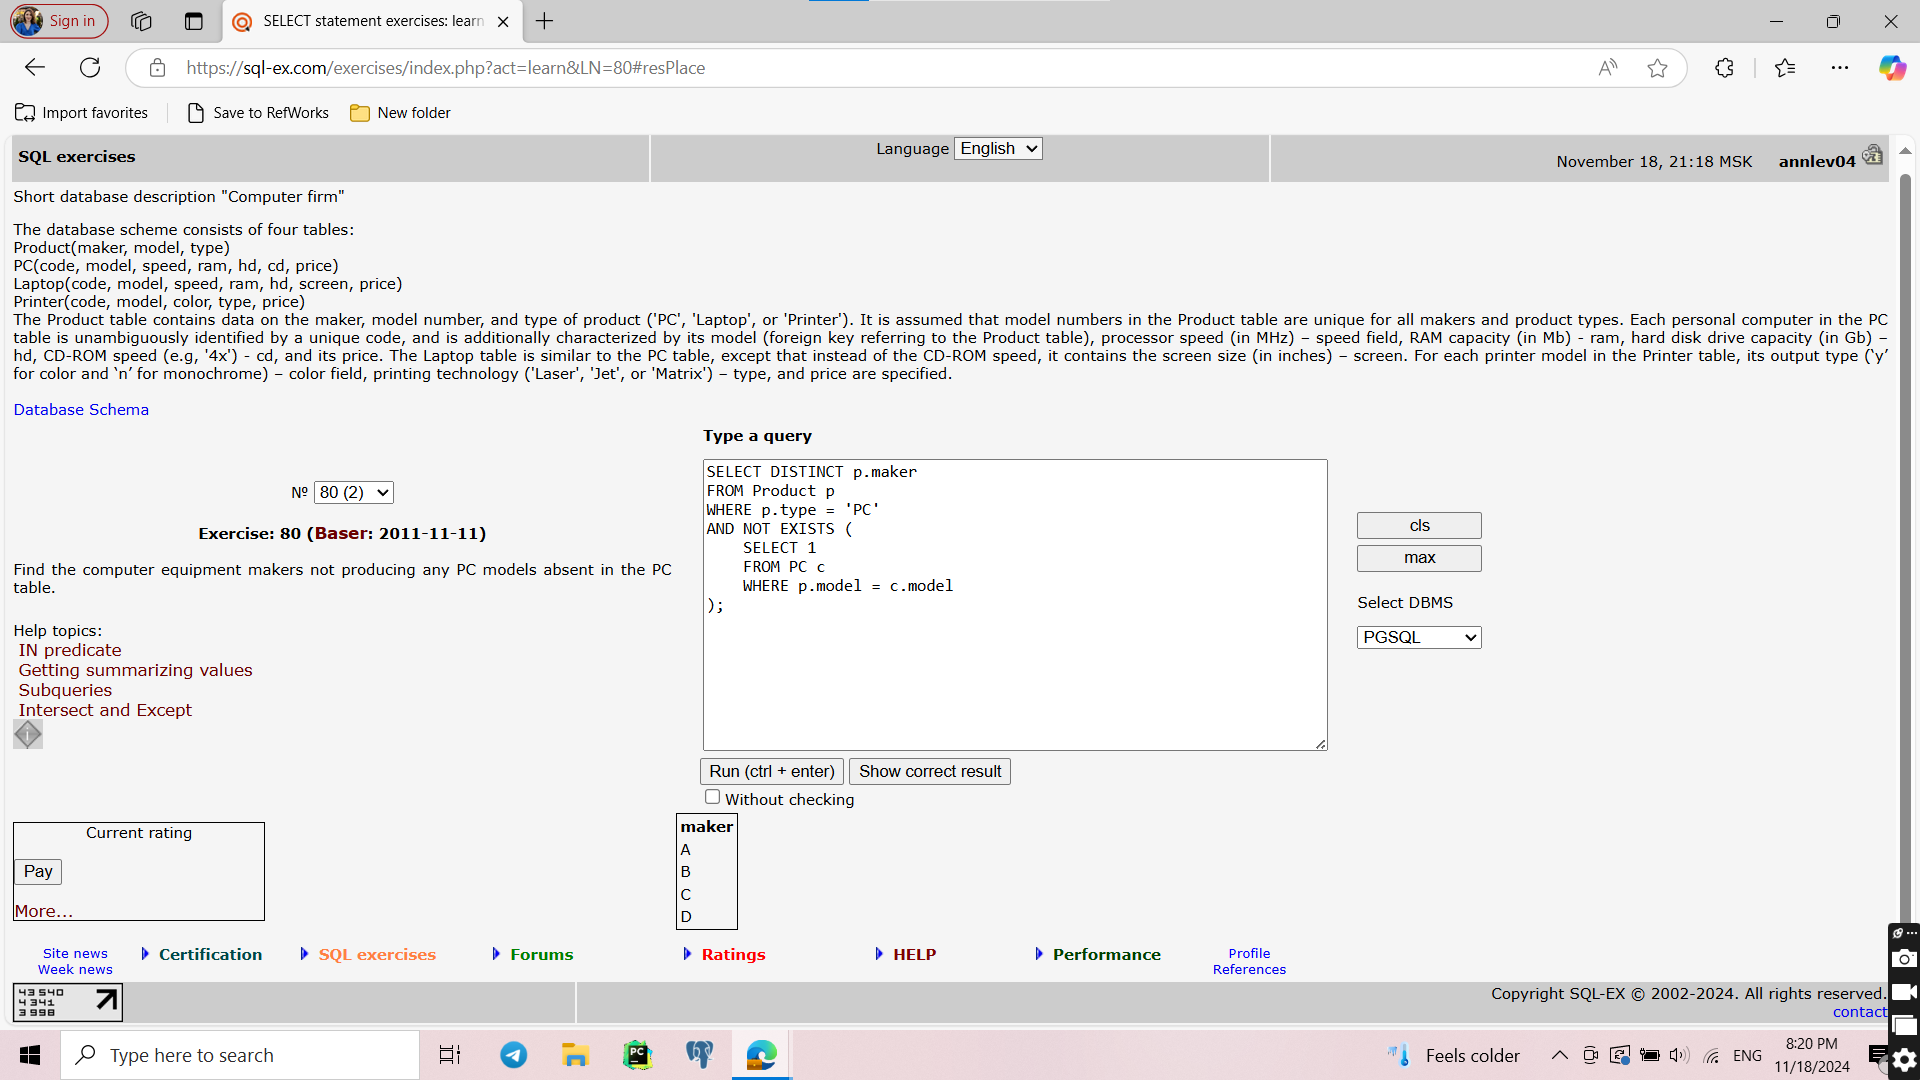 Sign in
SELECT statement exercises: learn
https://sql-ex.com/exercises/index.php?act=learn&LN=80#resPlace
Import favorites
Save to RefWorks
New folder
SQL exercises
Language English
November 18, 21:18 MSK annlev04
Short database description "Computer firm"
The database scheme consists of four tables:
Product(maker, model, type)
PC(code, model, speed, ram, hd, cd, price)
Laptop(code, model, speed, ram, hd, screen, price)
Printer(code, model, color, type, price)
The Product table contains data on the maker, model number, and type of product ('PC', 'Laptop', or 'Printer'). It is assumed that model numbers in the Product table are unique for all makers and product types. Each personal computer in the PC
table is unambiguously identified by a unique code, and is additionally characterized by its model (foreign key referring to the Product table), processor speed (in MHz) – speed field, RAM capacity (in Mb) - ram, hard disk drive capacity (in Gb) –
hd, CD-ROM speed (e.g, '4x') - cd, and its price. The Laptop table is similar to the PC table, except that instead of the CD-ROM speed, it contains the screen size (in inches) – screen. For each printer model in the Printer table, its output type (‘y’
for color and ‘n’ for monochrome) – color field, printing technology ('Laser', 'Jet', or 'Matrix') – type, and price are specified.
Database Schema
Type a query
Nº 80 (2)
Exercise: 80 (Baser: 2011-11-11)
Find the computer equipment makers not producing any PC models absent in the PC
table.
Help topics:
IN predicate
Getting summarizing values
Subqueries
Intersect and Except
SELECT DISTINCT p.maker
FROM Product p
WHERE p.type = 'PC'
AND NOT EXISTS (
SELECT 1
FROM PC c
WHERE p.model = c.model
);
cls
max
Select DBMS
PGSQL
Run (ctrl + enter)
Show correct result
Without checking
Current rating
Pay
More...
maker
A
B
C
D
Site news
Week news
Certification
SQL exercises
Forums
Ratings
HELP
Performance
Profile
References
43 540
4 341
3 998
Copyright SQL-EX © 2002-2024. All rights reserved.
contact
Type here to search
PC
Feels colder
ENG
8:20 PM
11/18/2024